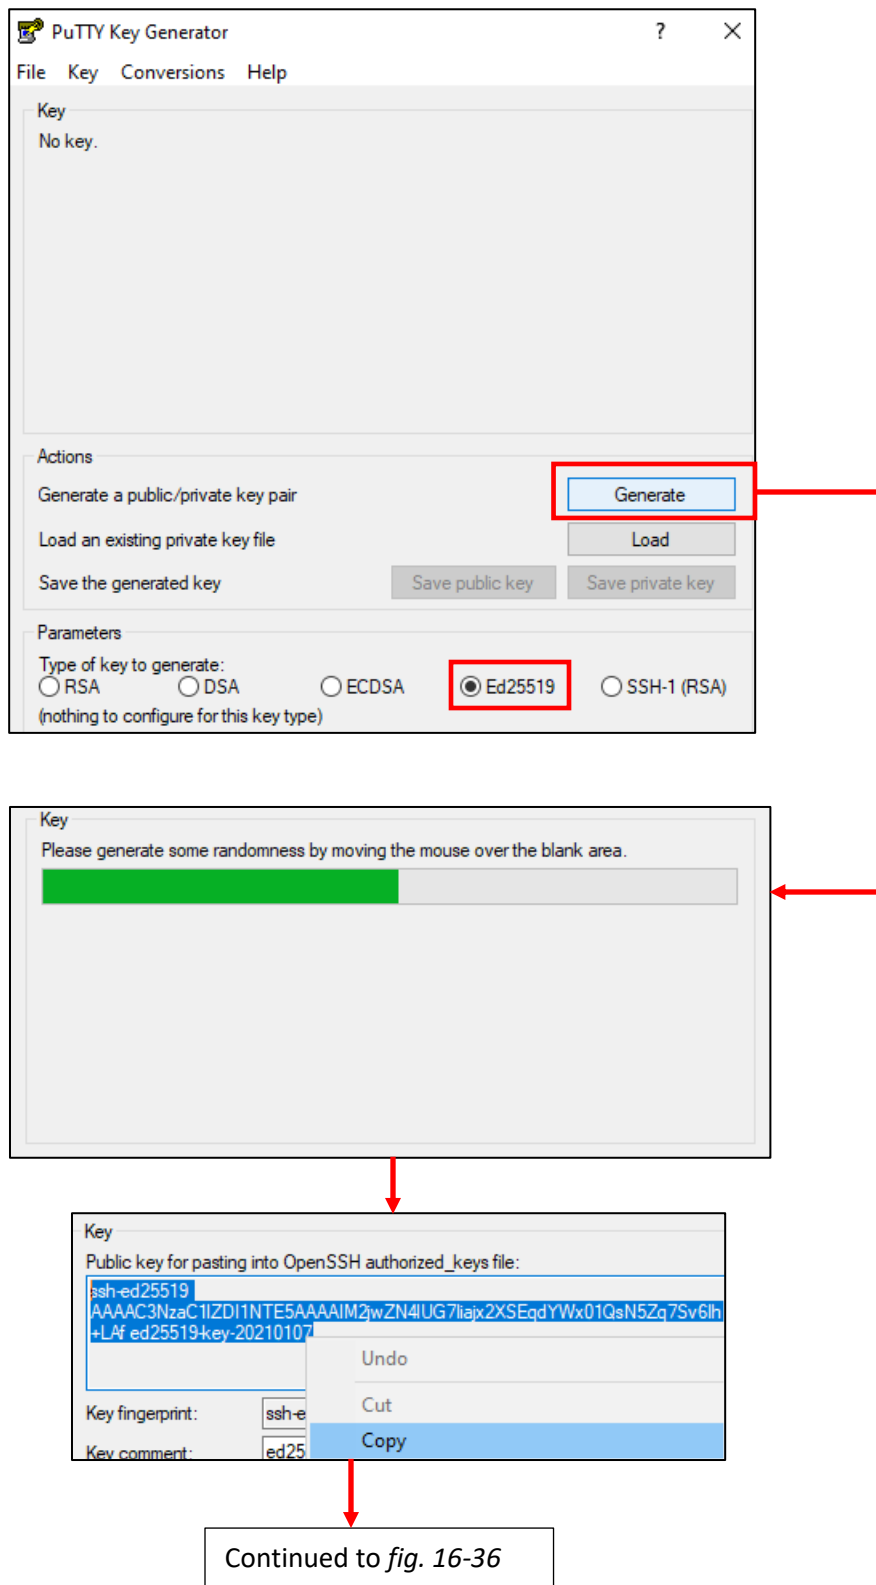 PuTTY Key Generator ? ×
File Key Conversions Help
Key
No key.
Actions
Generate a public/private key pair Generate
Load an existing private key file Load
Save the generated key Save public key Save private key
Parameters
Type of key to generate:
RSA DSA ECDSA Ed25519 SSH-1 (RSA)
(nothing to configure for this key type)
Key
Please generate some randomness by moving the mouse over the blank area.
Key
Public key for pasting into OpenSSH authorized_keys file:
ssh-ed25519
AAAAC3NzaC1lZDI1NTE5AAAAIM2jwZN4lUG7liajx2XSEqdYWx01QsN5Zq7Sv6lh
+LAf ed25519-key-20210107
Undo
Cut
Key fingerprint: ssh-e
Copy
Key comment: ed25
Continued to fig. 16-36